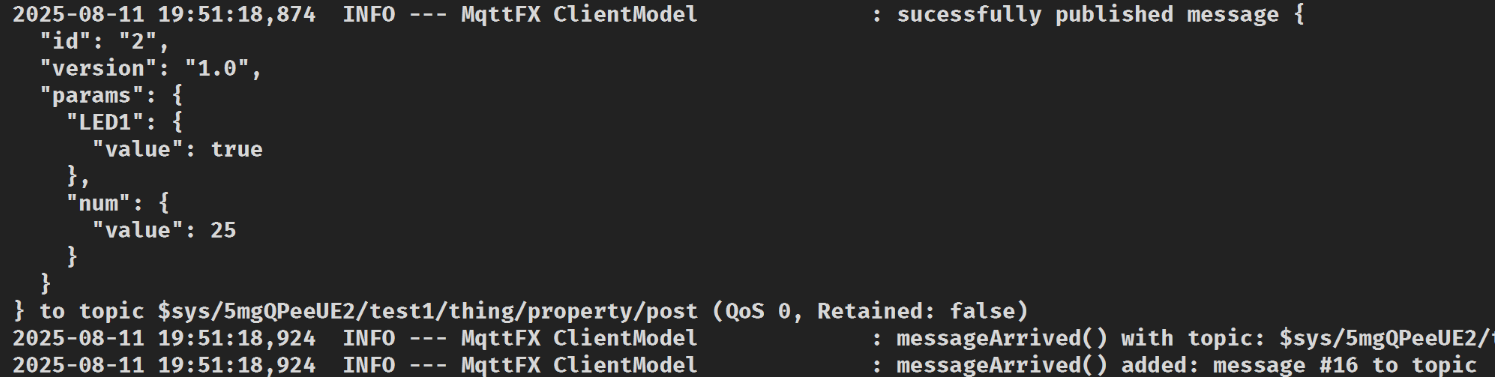 2025-08-11 19:51:18,874  INFO --- MqttFX ClientModel             : sucessfully published message {
  "id": "2",
  "version": "1.0",
  "params": {
    "LED1": {
      "value": true
    },
    "num": {
      "value": 25
    }
  }
} to topic $sys/5mgQPeeUE2/test1/thing/property/post (QoS 0, Retained: false)
2025-08-11 19:51:18,924  INFO --- MqttFX ClientModel             : messageArrived() with topic: $sys/5mgQPeeUE2/
2025-08-11 19:51:18,924  INFO --- MqttFX ClientModel             : messageArrived() added: message #16 to topic